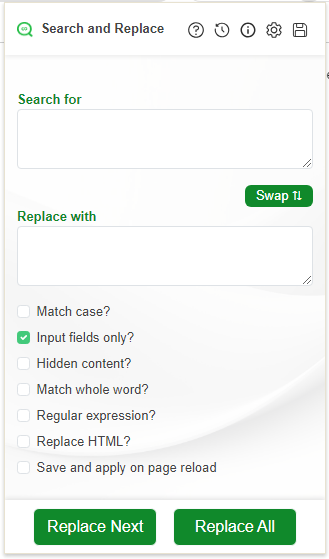 Search and Replace
Search for
Swap ⇅
Replace with
Match case?
Input fields only?
Hidden content?
Match whole word?
Regular expression?
Replace HTML?
Save and apply on page reload
Replace Next
Replace All